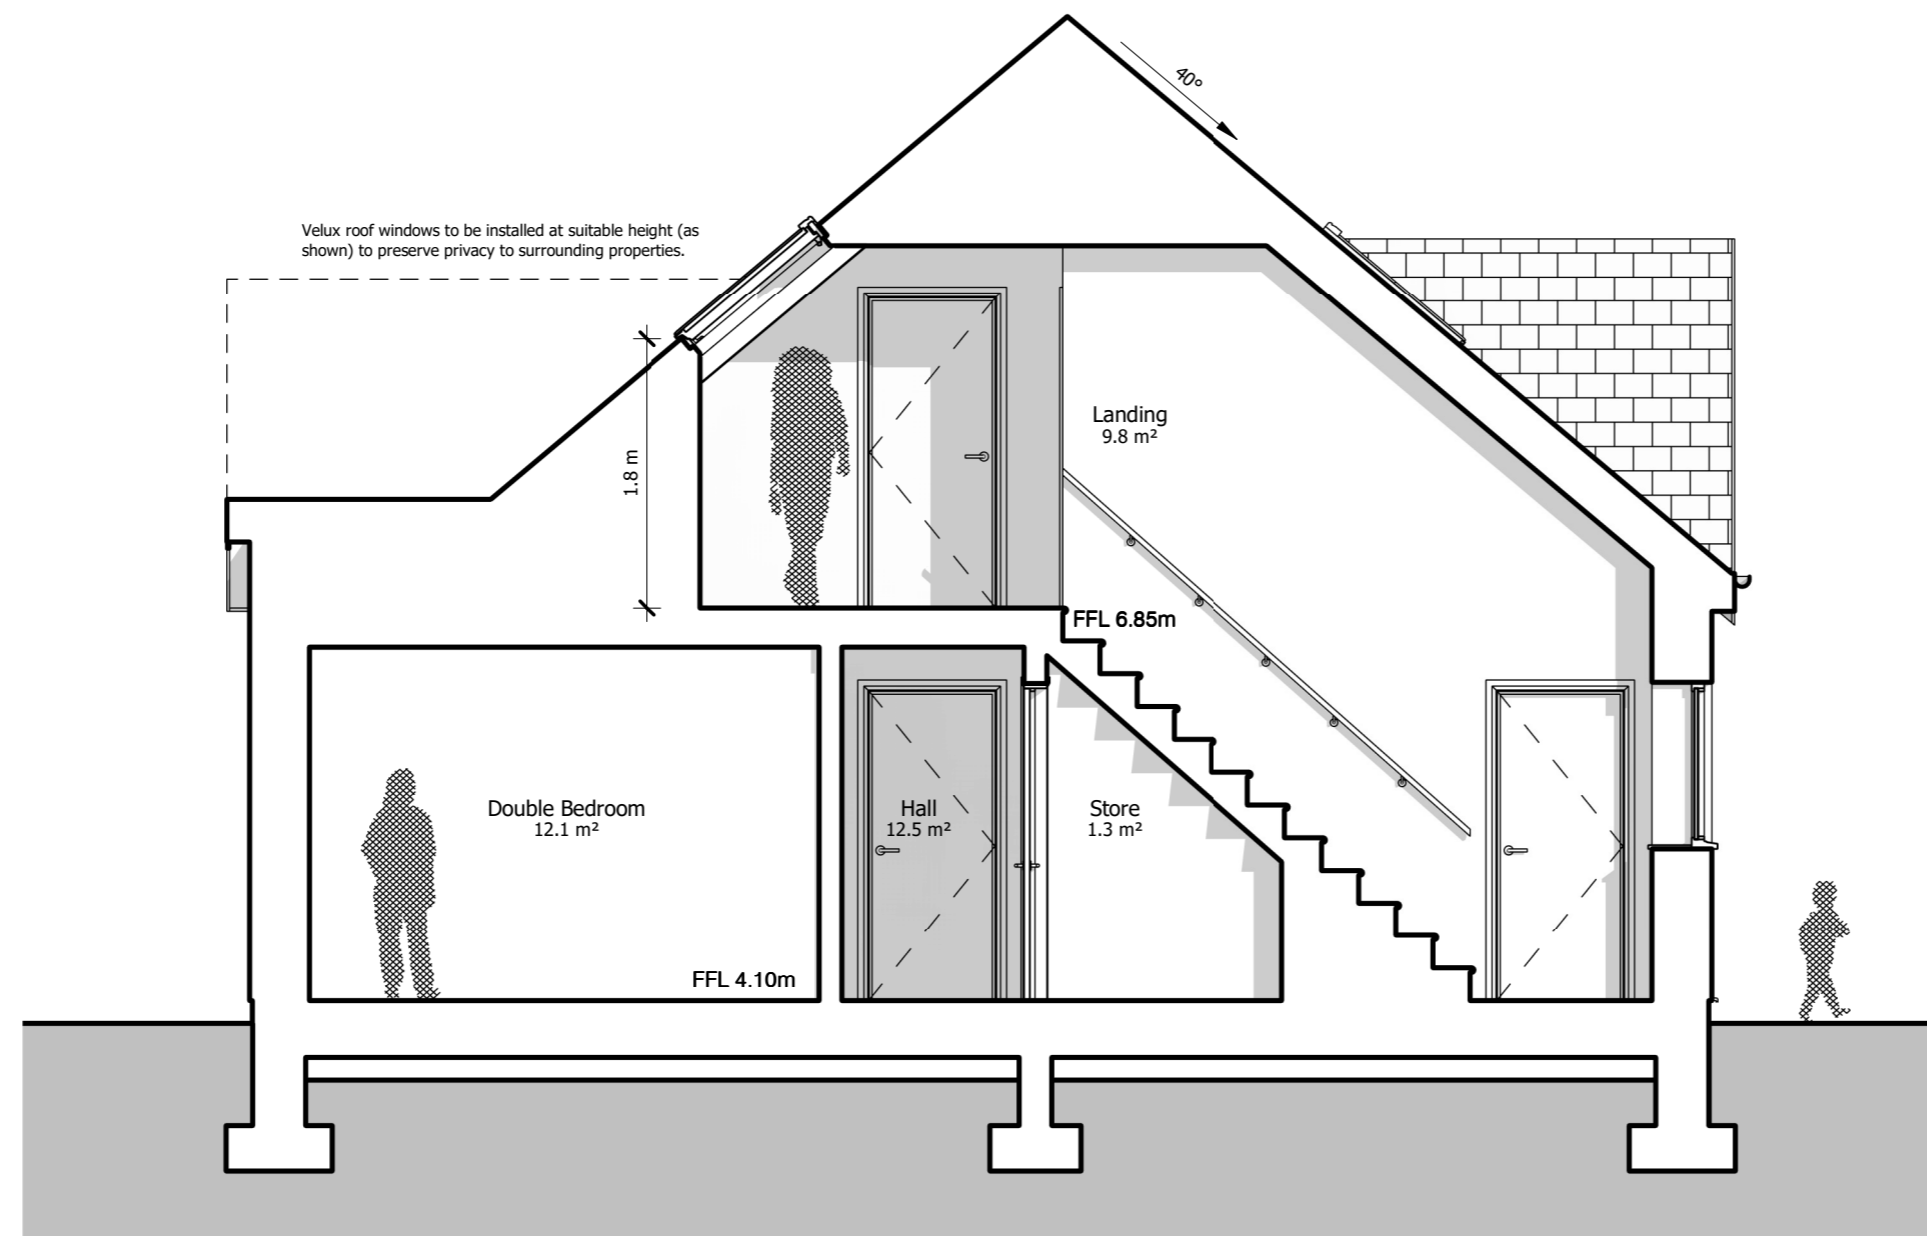 40°
Velux roof windows to be installed at suitable height (as
shown) to preserve privacy to surrounding properties.
1.8 m
Landing
9.8 m²
FFL 6.85m
Double Bedroom
12.1 m²
Hall
12.5 m²
Store
1.3 m²
FFL 4.10m